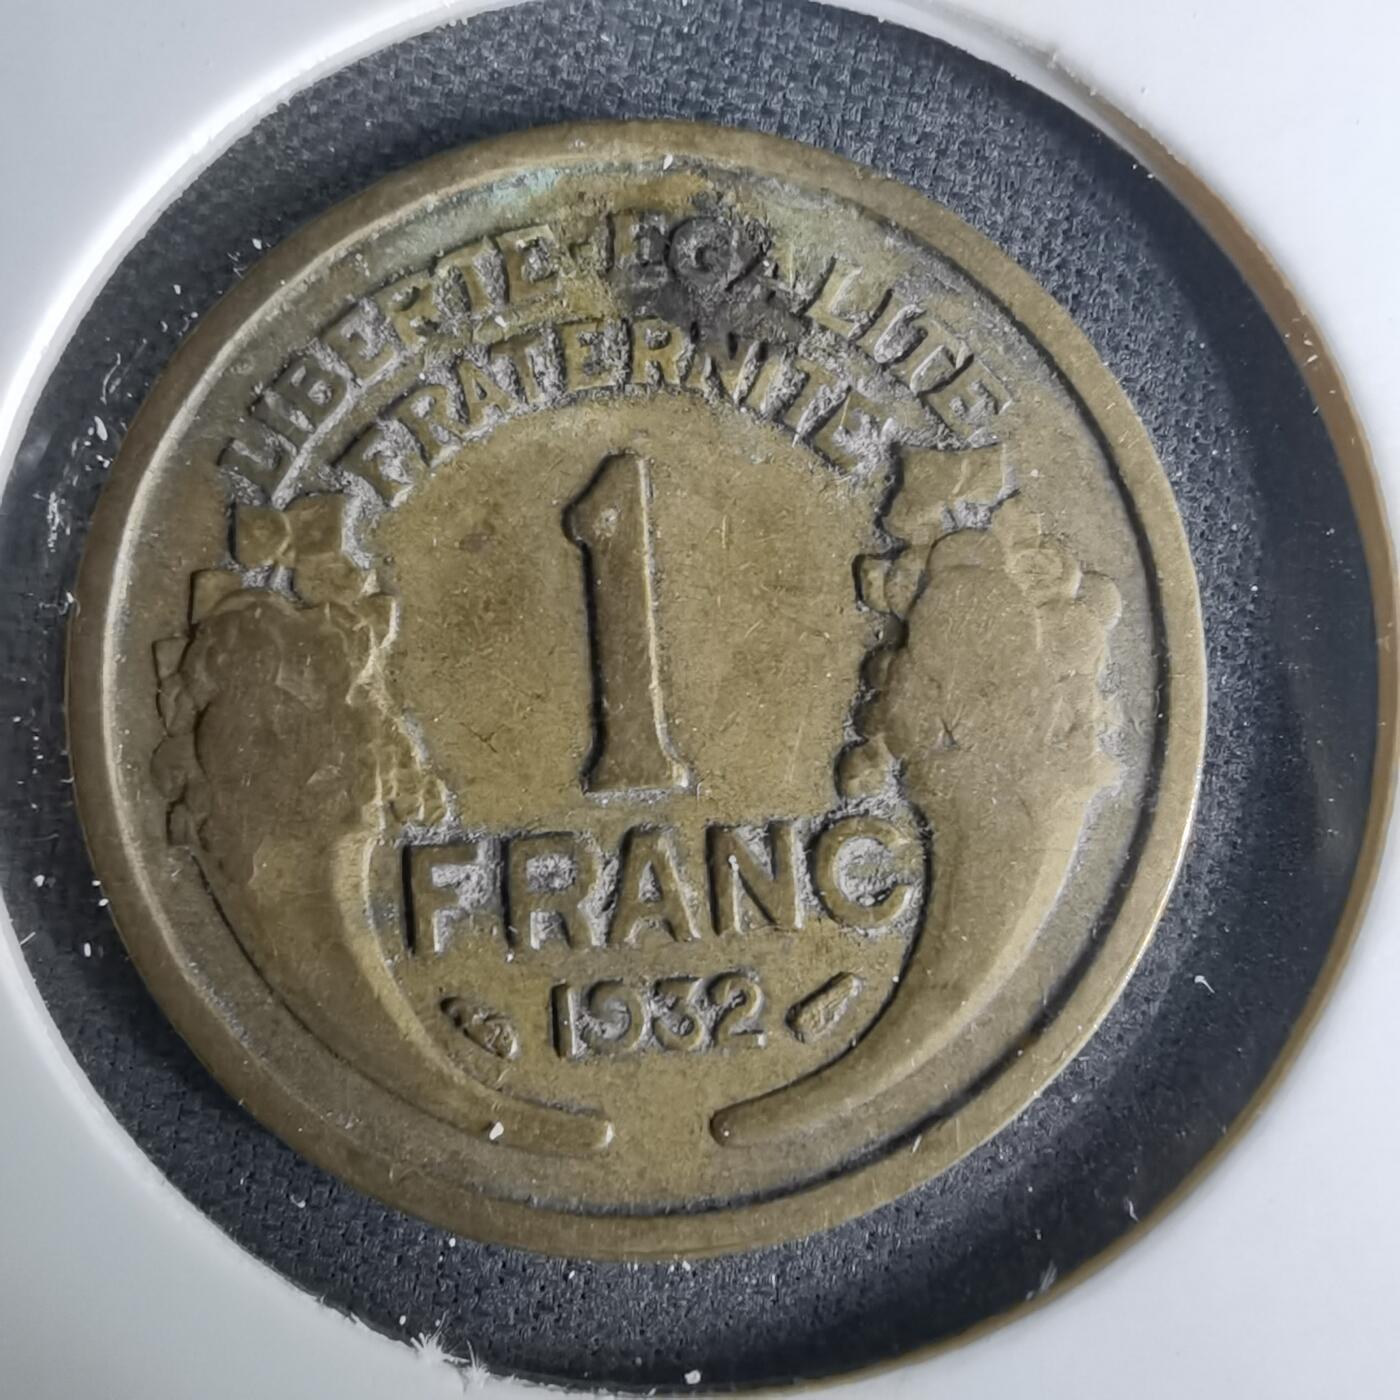 LIBERTE·EGALITE
FRATERNITE
1
FRANC
1932